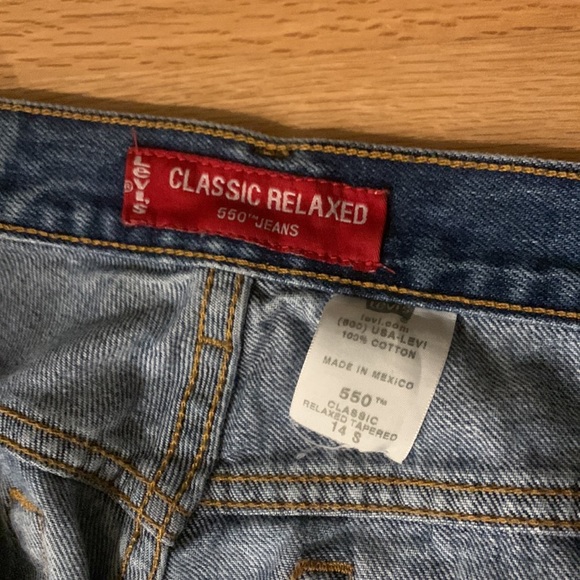 LEVI'S®
CLASSIC RELAXED
550™ JEANS
levi.com
(800) USA-LEVI
100% COTTON
MADE IN MEXICO
550™
CLASSIC
RELAXED TAPERED
14 S